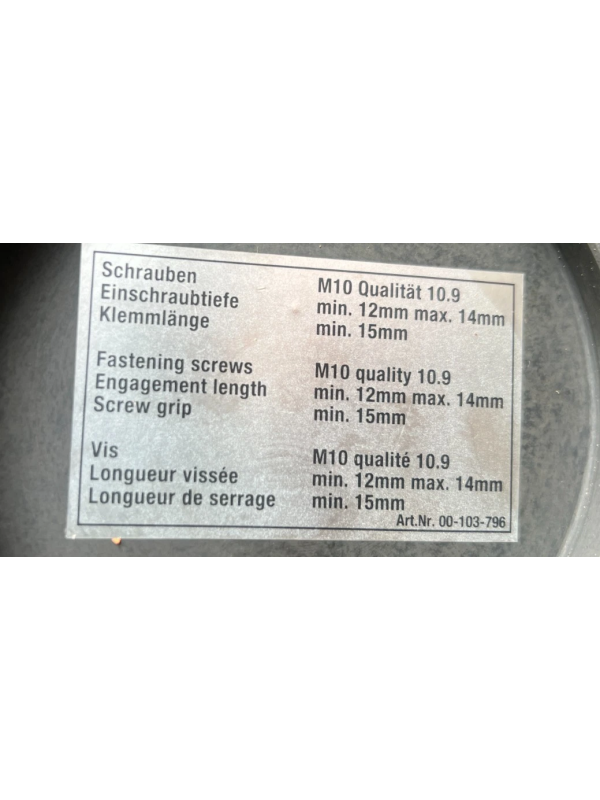 Schrauben M10 Qualität 10.9
Einschraubtiefe min. 12mm max. 14mm
Klemmlänge min. 15mm
Fastening screws M10 quality 10.9
Engagement length min. 12mm max. 14mm
Screw grip min. 15mm
Vis M10 qualité 10.9
Longueur vissée min. 12mm max. 14mm
Longueur de serrage min. 15mm
Art.Nr. 00-103-796